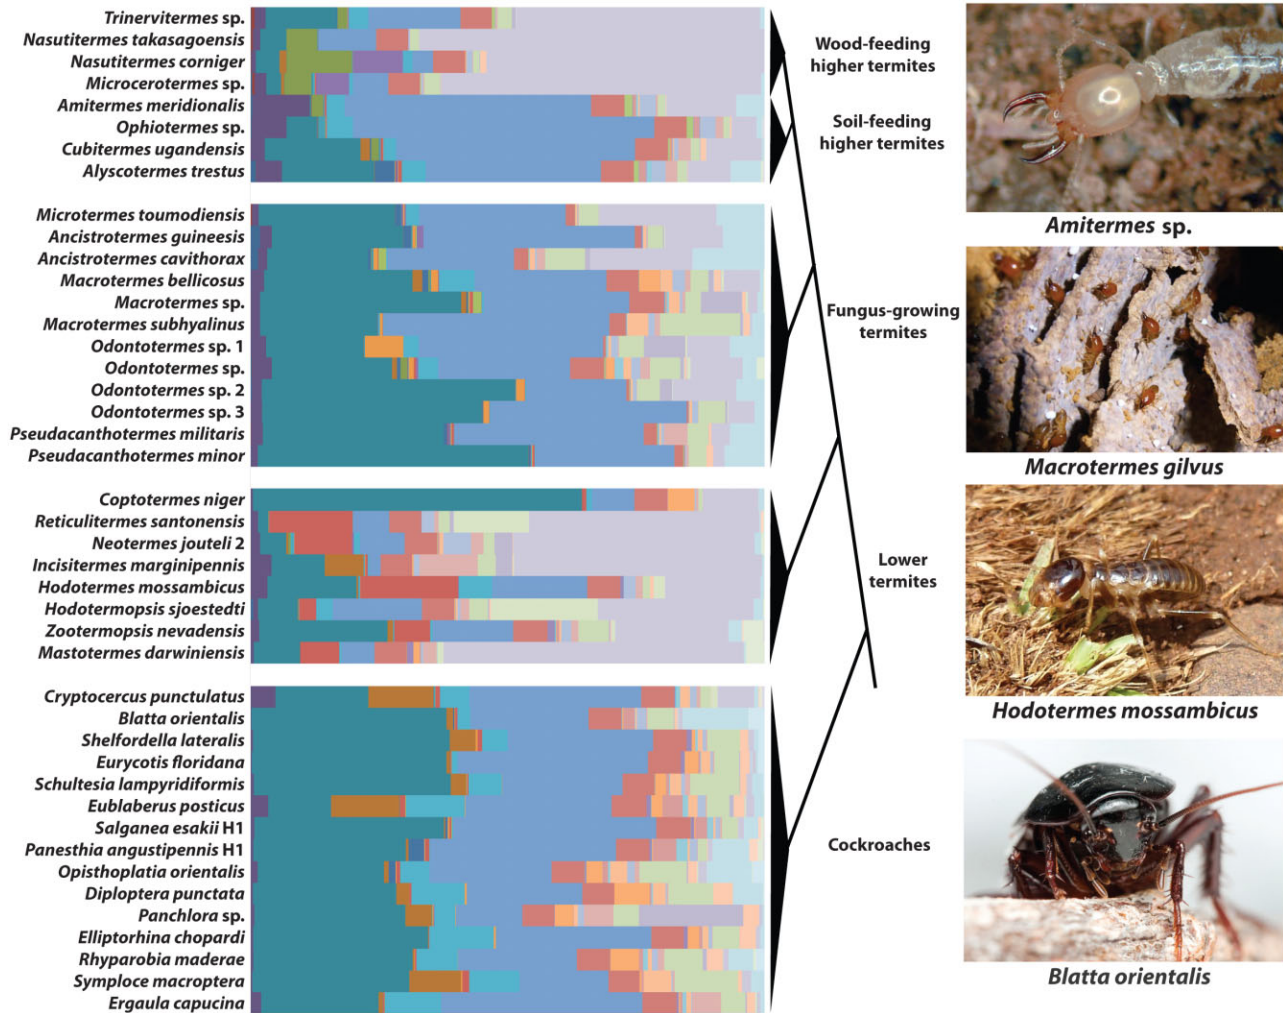 Trinervitermes sp.
Nasutitermes takasagoensis
Nasutitermes corniger
Microcerotermes sp.
Amitermes meridionalis
Ophiotermes sp.
Cubitermes ugandensis
Alyscotermes trestus
Microtermes toumodiensis
Ancistrotermes guineesis
Ancistrotermes cavithorax
Macrotermes bellicosus
Macrotermes sp.
Macrotermes subhyalinus
Odontotermes sp. 1
Odontotermes sp.
Odontotermes sp. 2
Odontotermes sp. 3
Pseudacanthotermes militaris
Pseudacanthotermes minor
Coptotermes niger
Reticulitermes santonensis
Neotermes jouteli 2
Incisitermes marginipennis
Hodotermes mossambicus
Hodotermopsis sjoestedti
Zootermopsis nevadensis
Mastotermes darwiniensis
Cryptocercus punctulatus
Blatta orientalis
Shelfordella lateralis
Eurycotis floridana
Schultesia lampyridiformis
Eublaberus posticus
Salganea esakii H1
Panesthia angustipennis H1
Opisthoplatia orientalis
Diploptera punctata
Panchlora sp.
Elliptorhina chopardi
Rhyparobia maderae
Symploce macroptera
Ergaula capucina
Wood-feeding
higher termites
Soil-feeding
higher termites
Fungus-growing
termites
Lower
termites
Cockroaches
Amitermes sp.
Macrotermes gilvus
Hodotermes mossambicus
Blatta orientalis